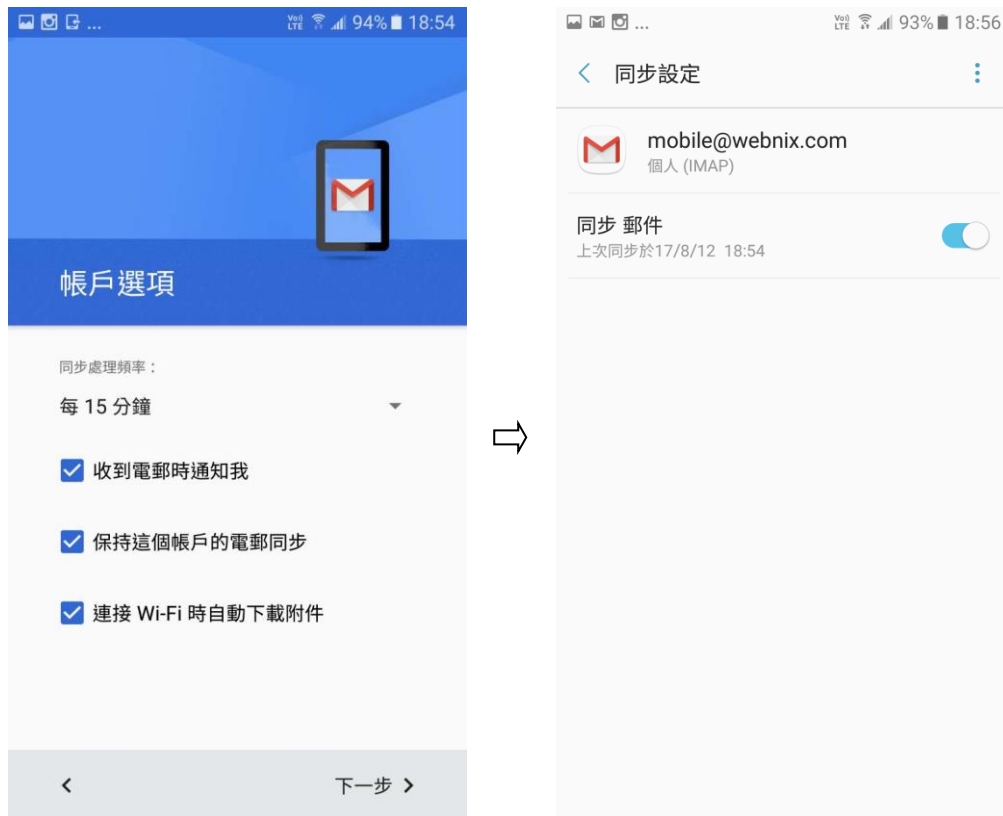 ... VoD LTE 94% 18:54
帳戶選項
同步處理頻率：
每 15 分鐘
收到電郵時通知我
保持這個帳戶的電郵同步
連接 Wi-Fi 時自動下載附件
下一步
... VoD LTE 93% 18:56
同步設定
mobile@webnix.com
個人 (IMAP)
同步 郵件
上次同步於17/8/12 18:54